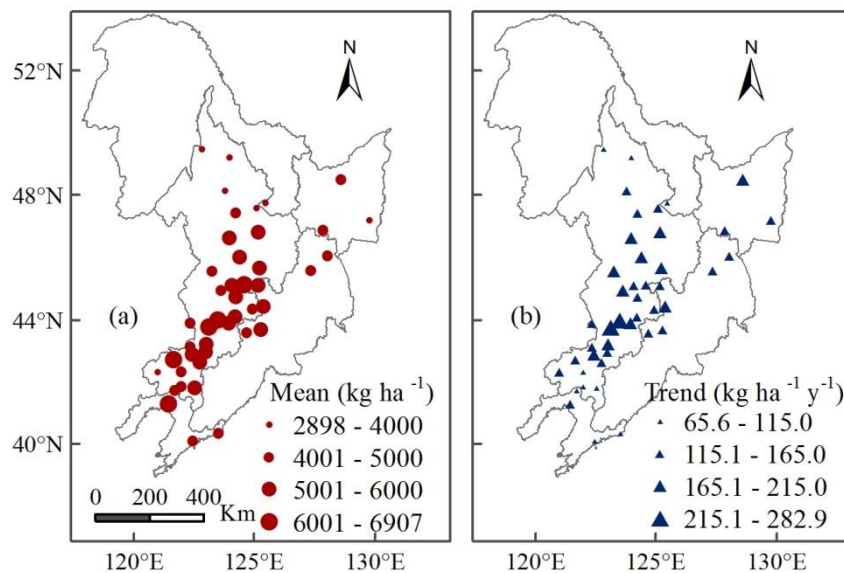 N
N
52°N
48°N
44°N
40°N
(a)
(b)
Mean (kg ha -1)
2898 - 4000
4001 - 5000
5001 - 6000
6001 - 6907
0 200 400
Km
Trend (kg ha -1 y-1)
65.6 - 115.0
115.1 - 165.0
165.1 - 215.0
215.1 - 282.9
120°E 125°E 130°E
120°E 125°E 130°E